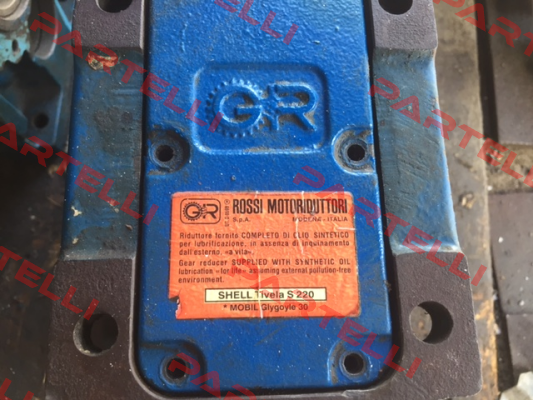 GR
GR ROSSI MOTORIDUTTORI
S.p.A. MODENA - ITALIA
Riduttore fornito COMPLETO DI OLIO SINTETICO
per lubrificazione, in assenza di inquinamento
dall'esterno, «a vita».
Gear reducer SUPPLIED WITH SYNTHETIC OIL
lubrication «for life» assuming external pollution-free
environment.
SHELL Tivela S 220
* MOBIL Glygoyle 30
PARTELLI
PARTELLI
PARTELLI
PARTELLI
PARTELLI
PARTELLI